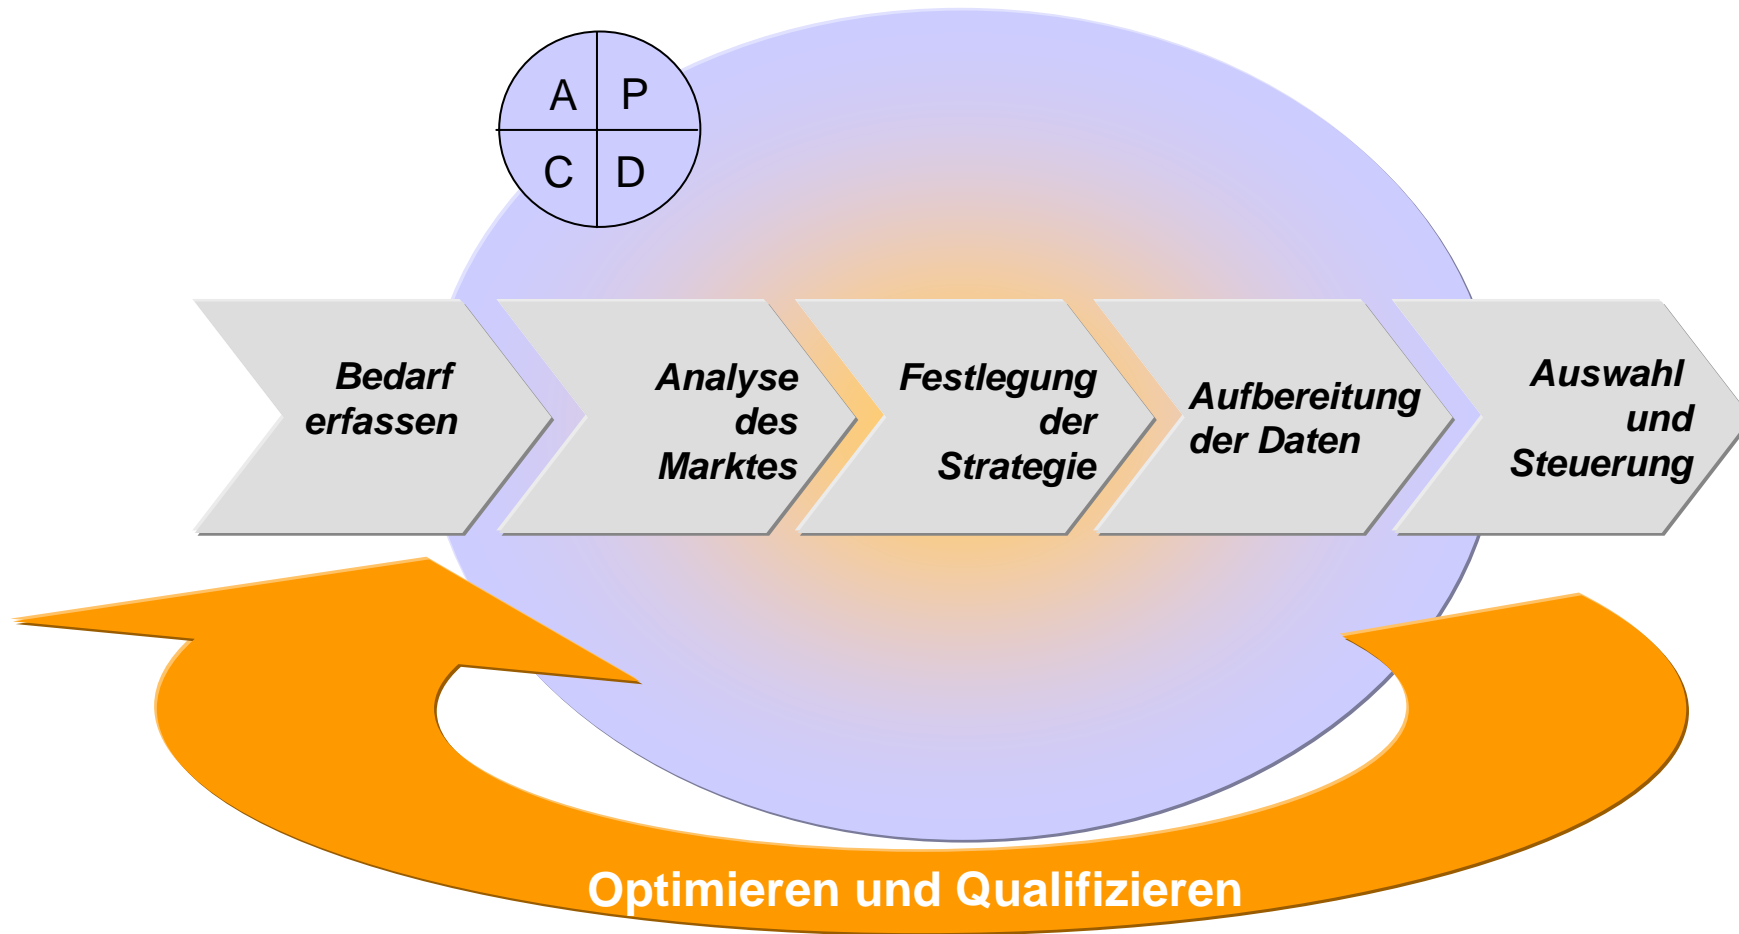 A P
C D
Bedarf
erfassen
Analyse
des
Marktes
Festlegung
der
Strategie
Aufbereitung
der Daten
Auswahl
und
Steuerung
Optimieren und Qualifizieren